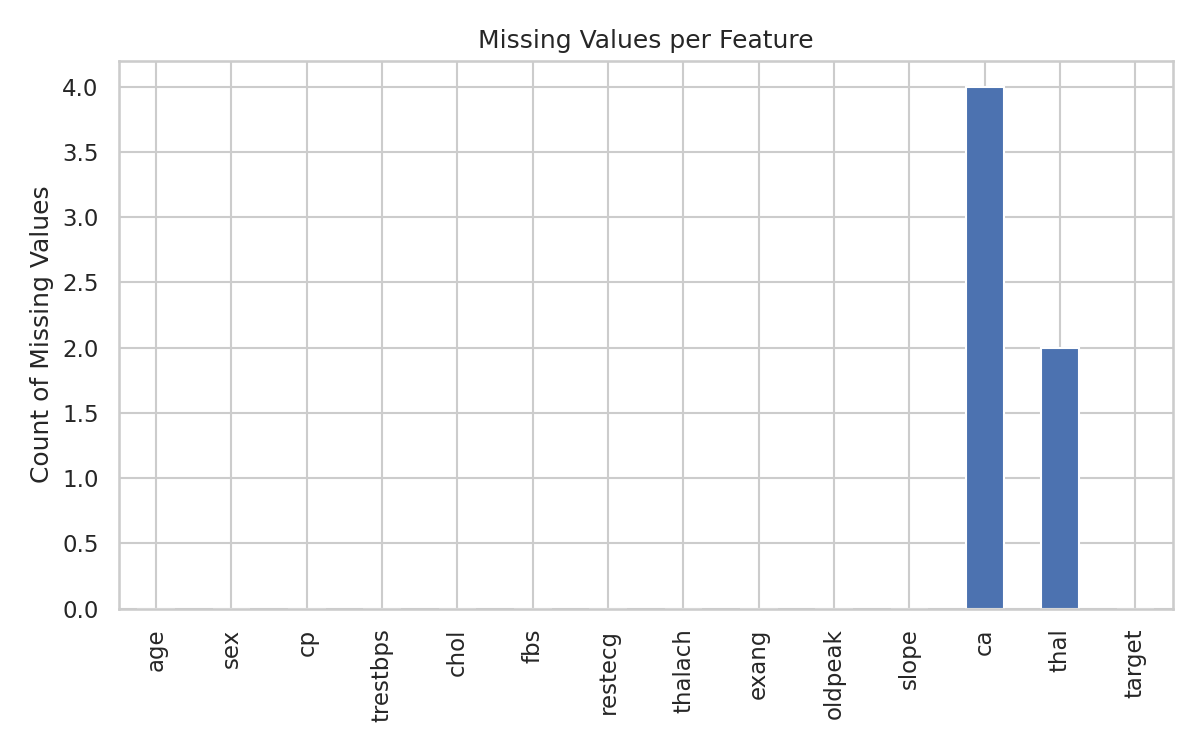 Missing Values per Feature
Count of Missing Values
4.0
3.5
3.0
2.5
2.0
1.5
1.0
0.5
0.0
age
sex
cp
trestbps
chol
fbs
restecg
thalach
exang
oldpeak
slope
ca
thal
target